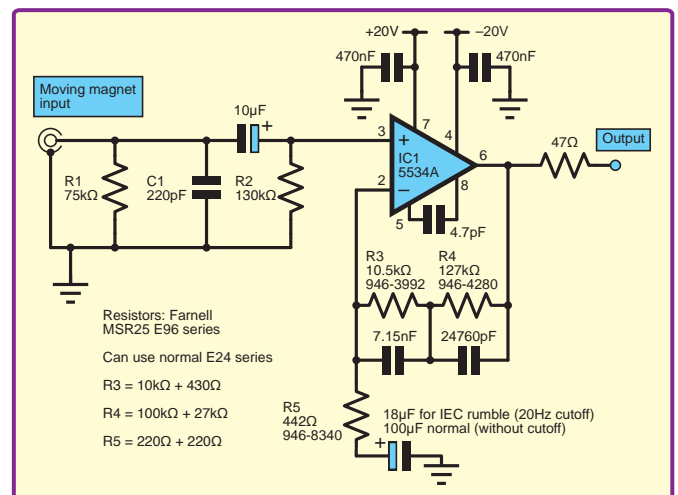 +20V
–20V
470nF
470nF
Moving magnet
input
10µF
+
3
+
7
4
IC1
5534A
6
8
2
–
5
4.7pF
47Ω
Output
R1
75kΩ
C1
220pF
R2
130kΩ
R3
10.5kΩ
946-3992
R4
127kΩ
946-4280
7.15nF
24760pF
Resistors: Farnell
MSR25 E96 series
Can use normal E24 series
R3 = 10kΩ + 430Ω
R4 = 100kΩ + 27kΩ
R5 = 220Ω + 220Ω
R5
442Ω
946-8340
18µF for IEC rumble (20Hz cutoff)
100µF normal (without cutoff)
+